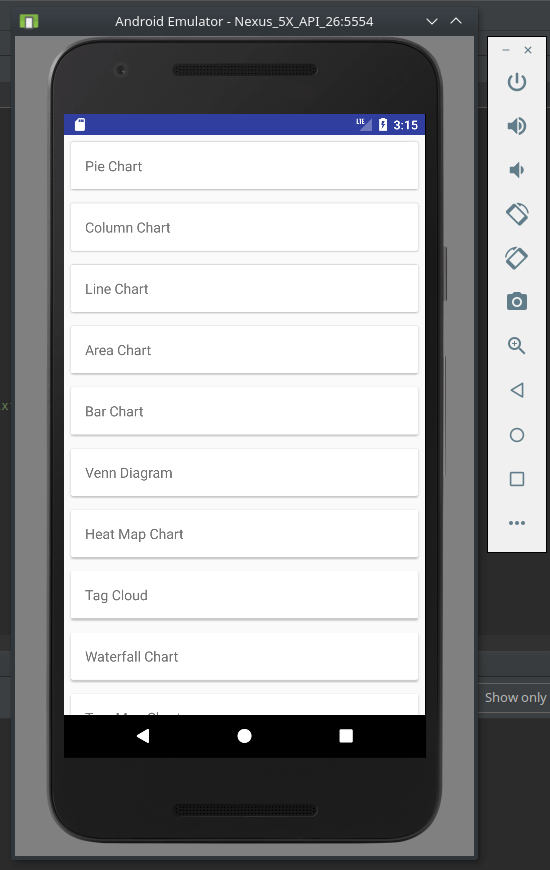 Android Emulator - Nexus_5X_API_26:5554
LTE
3:15
Pie Chart
Column Chart
Line Chart
Area Chart
Bar Chart
Venn Diagram
Heat Map Chart
Tag Cloud
Waterfall Chart
Show only